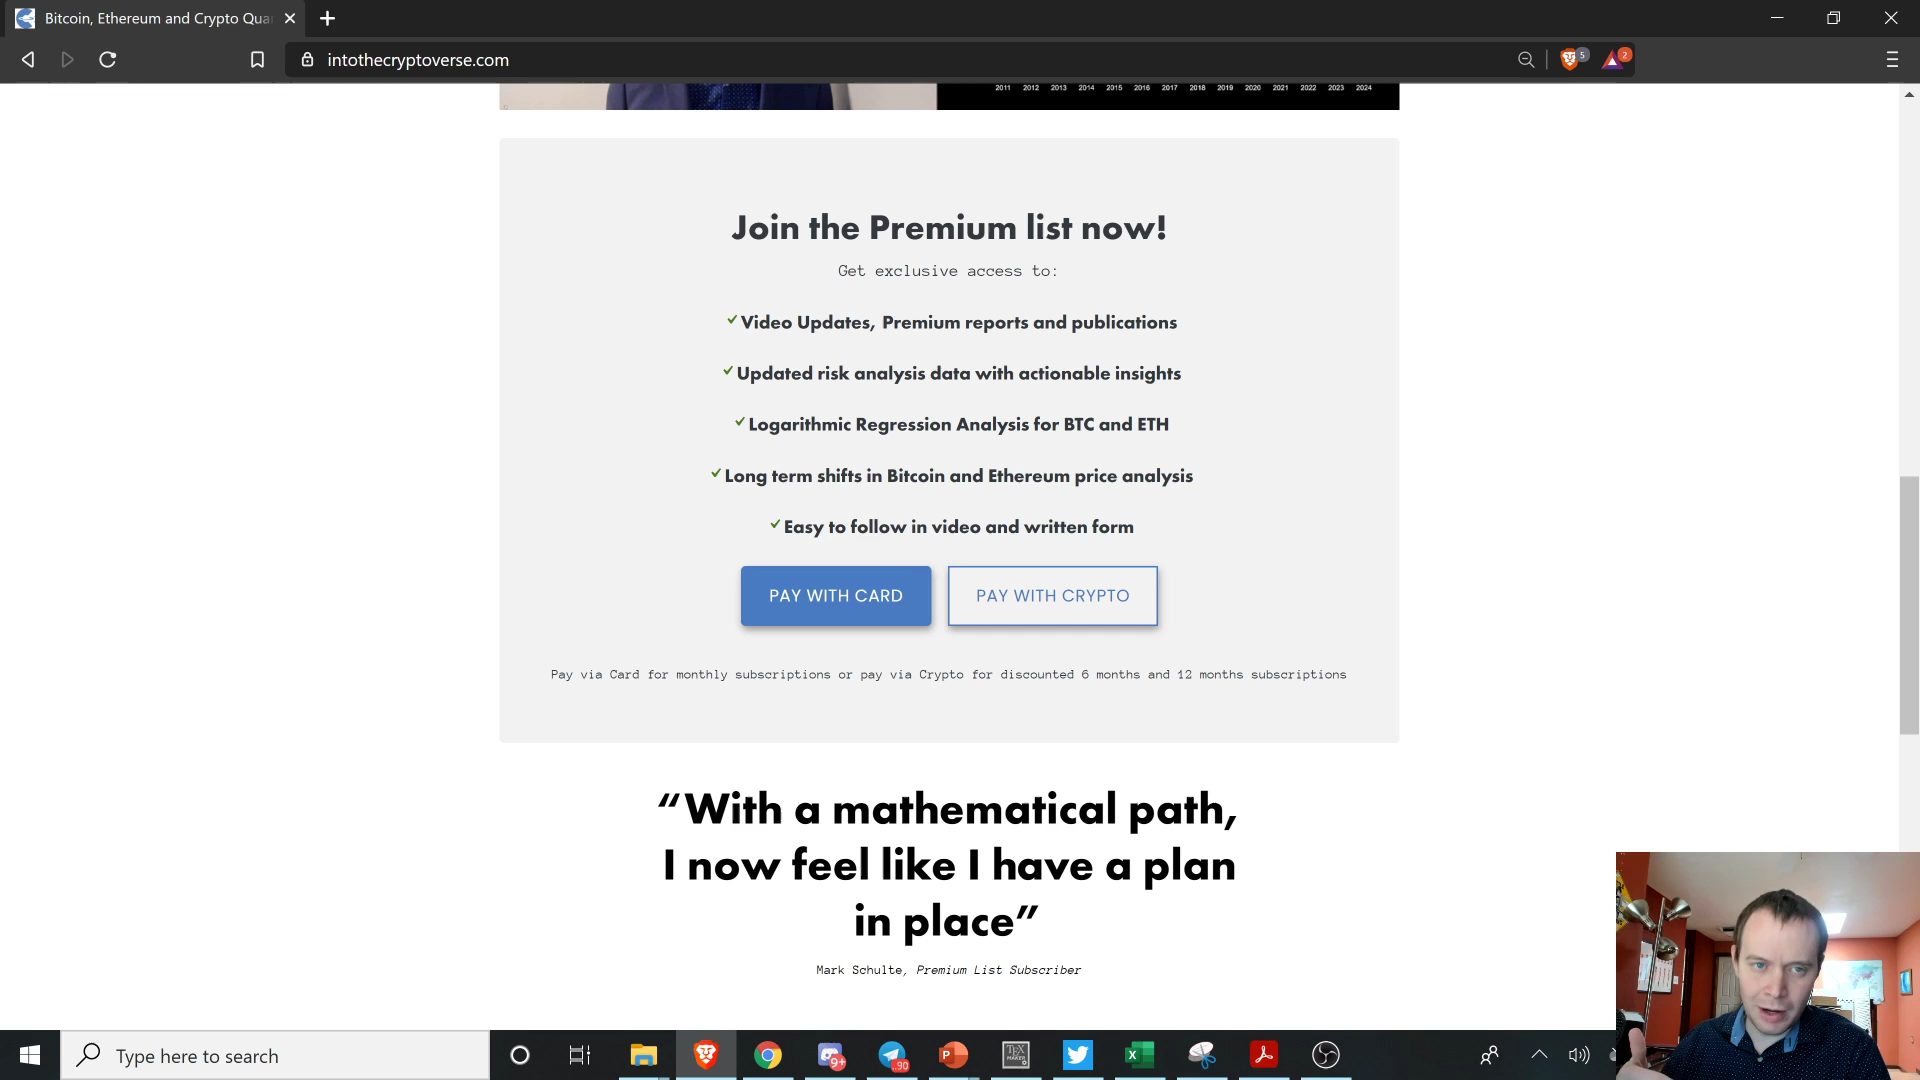 Bitcoin, Ethereum and Crypto Qua
intothecryptoverse.com
5
2
2011 2012 2013 2014 2015 2016 2017 2018 2019 2020 2021 2022 2023 2024
Join the Premium list now!
Get exclusive access to:
Video Updates, Premium reports and publications
Updated risk analysis data with actionable insights
Logarithmic Regression Analysis for BTC and ETH
Long term shifts in Bitcoin and Ethereum price analysis
Easy to follow in video and written form
PAY WITH CARD
PAY WITH CRYPTO
Pay via Card for monthly subscriptions or pay via Crypto for discounted 6 months and 12 months subscriptions
“With a mathematical path,
I now feel like I have a plan
in place”
Mark Schulte, Premium List Subscriber
Type here to search
9+
90